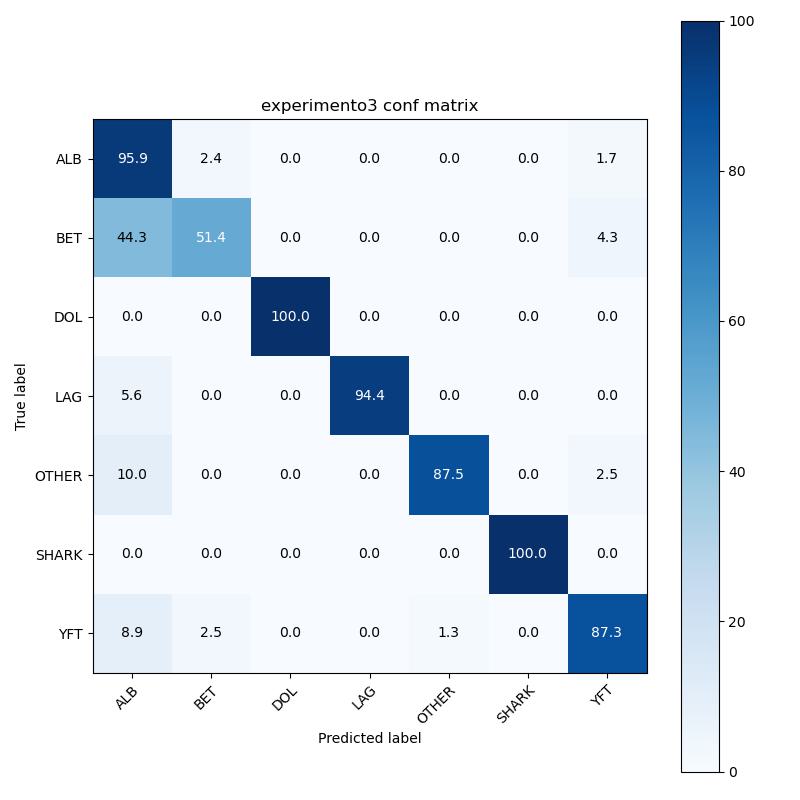 experimento3 conf matrix
True label
ALB 95.9 2.4 0.0 0.0 0.0 0.0 1.7
BET 44.3 51.4 0.0 0.0 0.0 0.0 4.3
DOL 0.0 0.0 100.0 0.0 0.0 0.0 0.0
LAG 5.6 0.0 0.0 94.4 0.0 0.0 0.0
OTHER 10.0 0.0 0.0 0.0 87.5 0.0 2.5
SHARK 0.0 0.0 0.0 0.0 0.0 100.0 0.0
YFT 8.9 2.5 0.0 0.0 1.3 0.0 87.3
ALB BET DOL LAG OTHER SHARK YFT
Predicted label
100
80
60
40
20
0